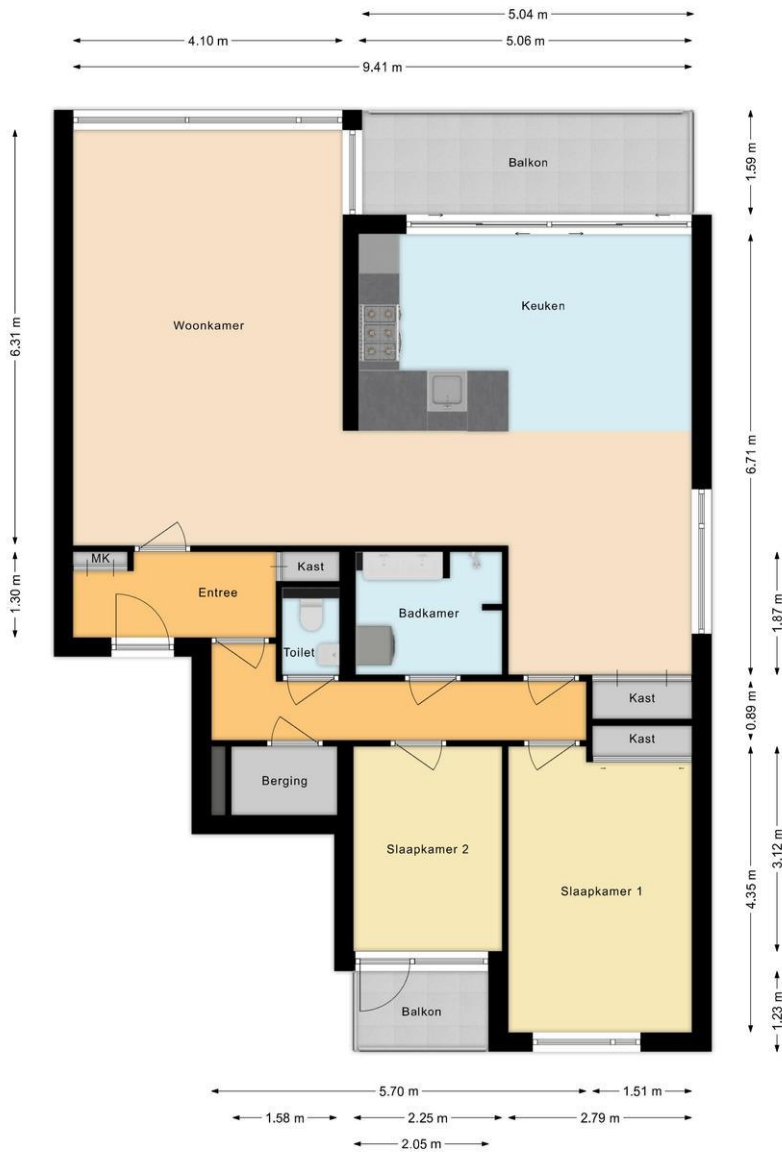 5.04 m
4.10 m
5.06 m
9.41 m
Balkon
1.59 m
Woonkamer
Keuken
6.31 m
6.71 m
MK
Kast
Entree
Badkamer
1.30 m
1.87 m
Toilet
Kast
0.89 m
Kast
Berging
Slaapkamer 2
3.12 m
Slaapkamer 1
4.35 m
Balkon
1.23 m
5.70 m
1.51 m
1.58 m
2.25 m
2.79 m
2.05 m